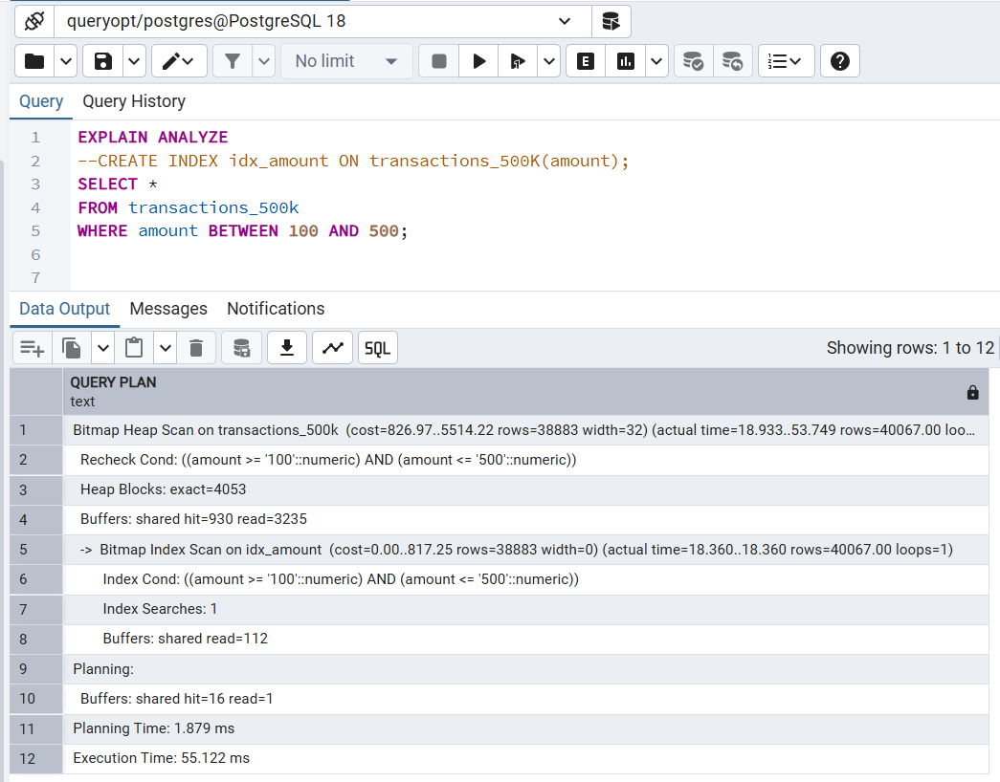 queryopt/postgres@PostgreSQL 18
No limit
E
Query Query History
1 EXPLAIN ANALYZE
2 --CREATE INDEX idx_amount ON transactions_500K(amount);
3 SELECT *
4 FROM transactions_500k
5 WHERE amount BETWEEN 100 AND 500;
6
7
Data Output Messages Notifications
SQL Showing rows: 1 to 12
QUERY PLAN
text
1 Bitmap Heap Scan on transactions_500k (cost=826.97..5514.22 rows=38883 width=32) (actual time=18.933..53.749 rows=40067.00 loo...
2 Recheck Cond: ((amount >= '100'::numeric) AND (amount <= '500'::numeric))
3 Heap Blocks: exact=4053
4 Buffers: shared hit=930 read=3235
5 -> Bitmap Index Scan on idx_amount (cost=0.00..817.25 rows=38883 width=0) (actual time=18.360..18.360 rows=40067.00 loops=1)
6 Index Cond: ((amount >= '100'::numeric) AND (amount <= '500'::numeric))
7 Index Searches: 1
8 Buffers: shared read=112
9 Planning:
10 Buffers: shared hit=16 read=1
11 Planning Time: 1.879 ms
12 Execution Time: 55.122 ms